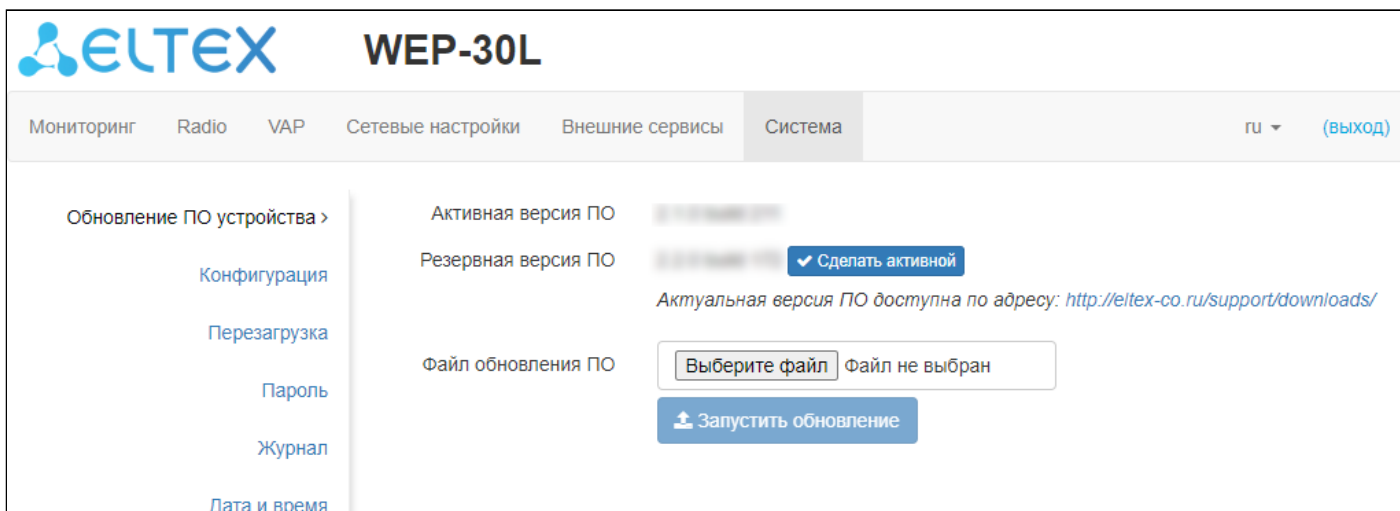 ELTEX WEP-30L
Мониторинг Radio VAP Сетевые настройки Внешние сервисы Система ru (выход)
Обновление ПО устройства >
Конфигурация
Перезагрузка
Пароль
Журнал
Дата и время
Активная версия ПО
Резервная версия ПО Сделать активной
Актуальная версия ПО доступна по адресу: http://eltex-co.ru/support/downloads/
Файл обновления ПО Выберите файл Файл не выбран
Запустить обновление